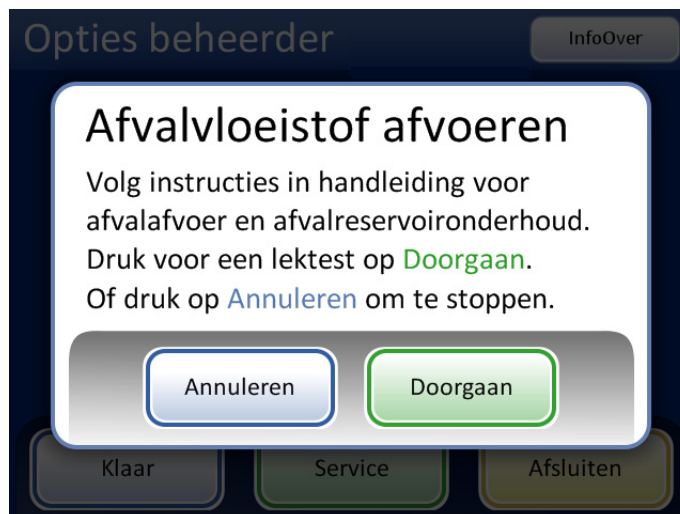 Opties beheerder
InfoOver
Afvalvloeistof afvoeren
Volg instructies in handleiding voor
afvalafvoer en afvalreservoironderhoud.
Druk voor een lektest op Doorgaan.
Of druk op Annuleren om te stoppen.
Annuleren
Doorgaan
Klaar
Service
Afsluiten